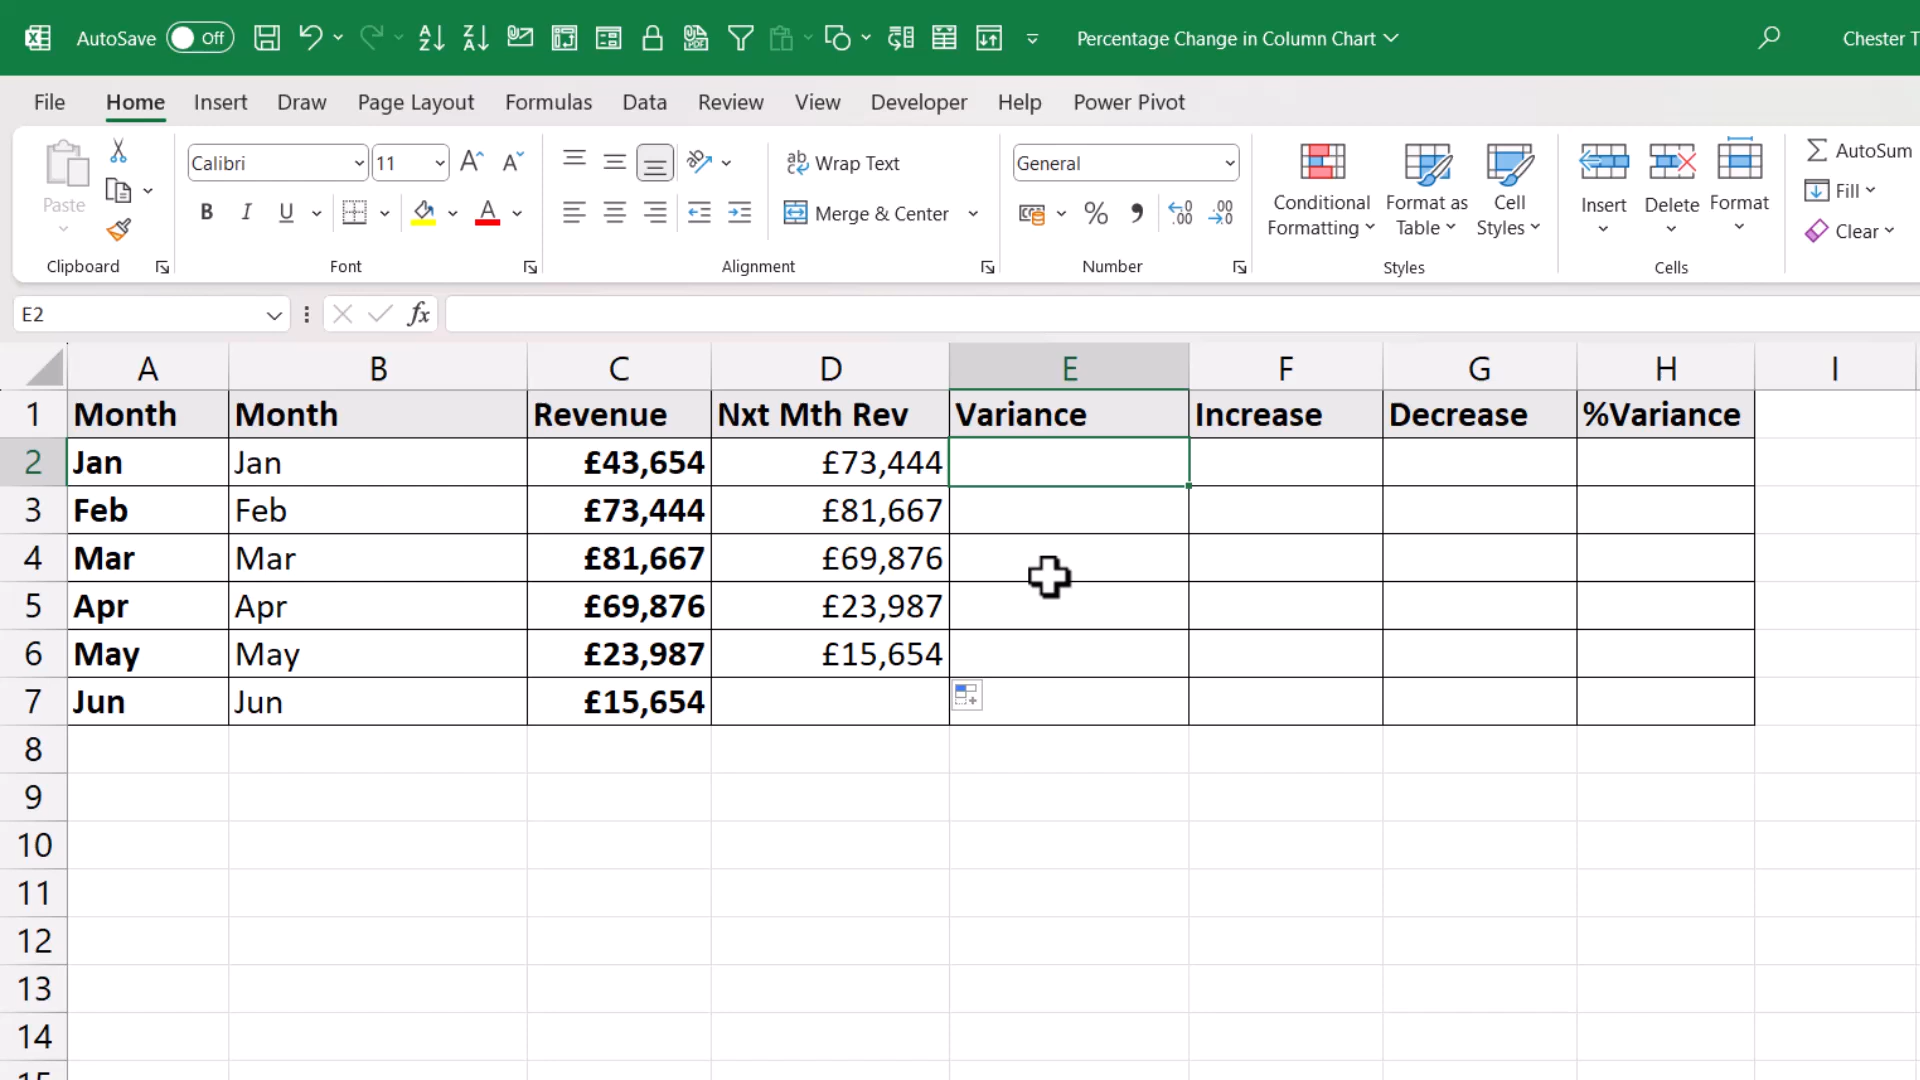 AutoSave Off Percentage Change in Column Chart Chester T
File Home Insert Draw Page Layout Formulas Data Review View Developer Help Power Pivot
Paste
Clipboard
Calibri 11
B I U A
Font
ab Wrap Text
Merge & Center
Alignment
General
% , .00 .00
Number
Conditional Formatting
Format as Table
Cell Styles
Styles
Insert Delete Format
Cells
AutoSum
Fill
Clear
E2 fx
A B C D E F G H I
1 Month Month Revenue Nxt Mth Rev Variance Increase Decrease %Variance
2 Jan Jan £43,654 £73,444
3 Feb Feb £73,444 £81,667
4 Mar Mar £81,667 £69,876
5 Apr Apr £69,876 £23,987
6 May May £23,987 £15,654
7 Jun Jun £15,654
8
9
10
11
12
13
14
15